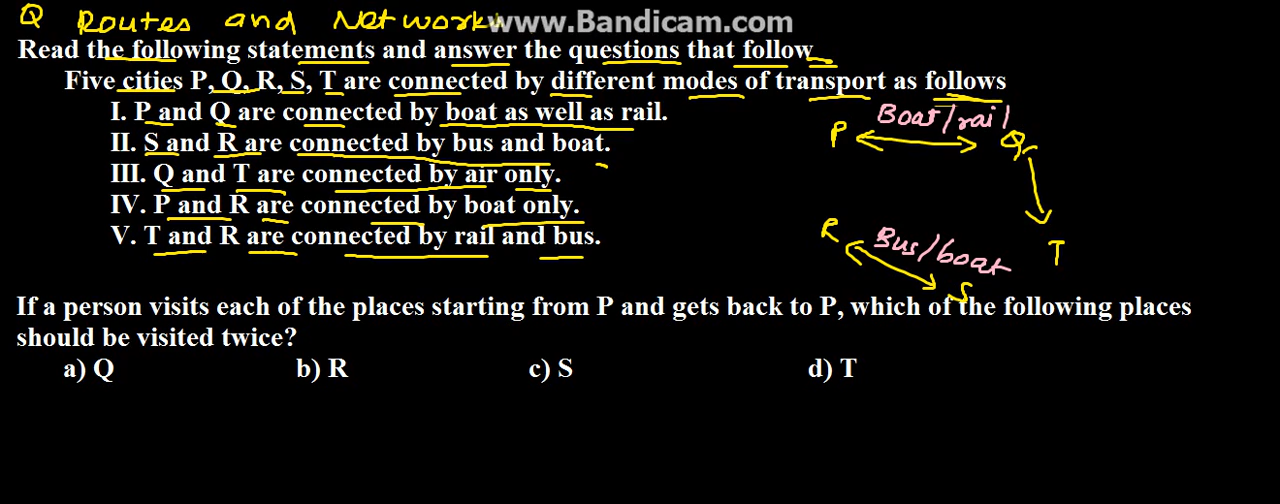 Q Routes and Network
www.Bandicam.com
Read the following statements and answer the questions that follow
Five cities P, Q, R, S, T are connected by different modes of transport as follows
I. P and Q are connected by boat as well as rail.
II. S and R are connected by bus and boat.
III. Q and T are connected by air only.
IV. P and R are connected by boat only.
V. T and R are connected by rail and bus.
P Boat/rail Q
R Bus/boat S
T
If a person visits each of the places starting from P and gets back to P, which of the following places
should be visited twice?
a) Q b) R c) S d) T